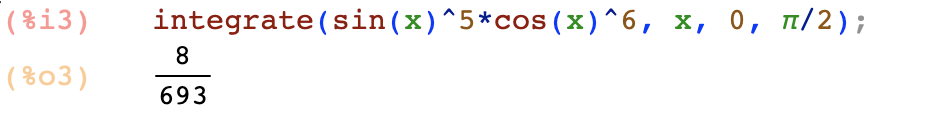 (%i3) integrate(sin(x)^5*cos(x)^6, x, 0, π/2);
(%o3) 8
693